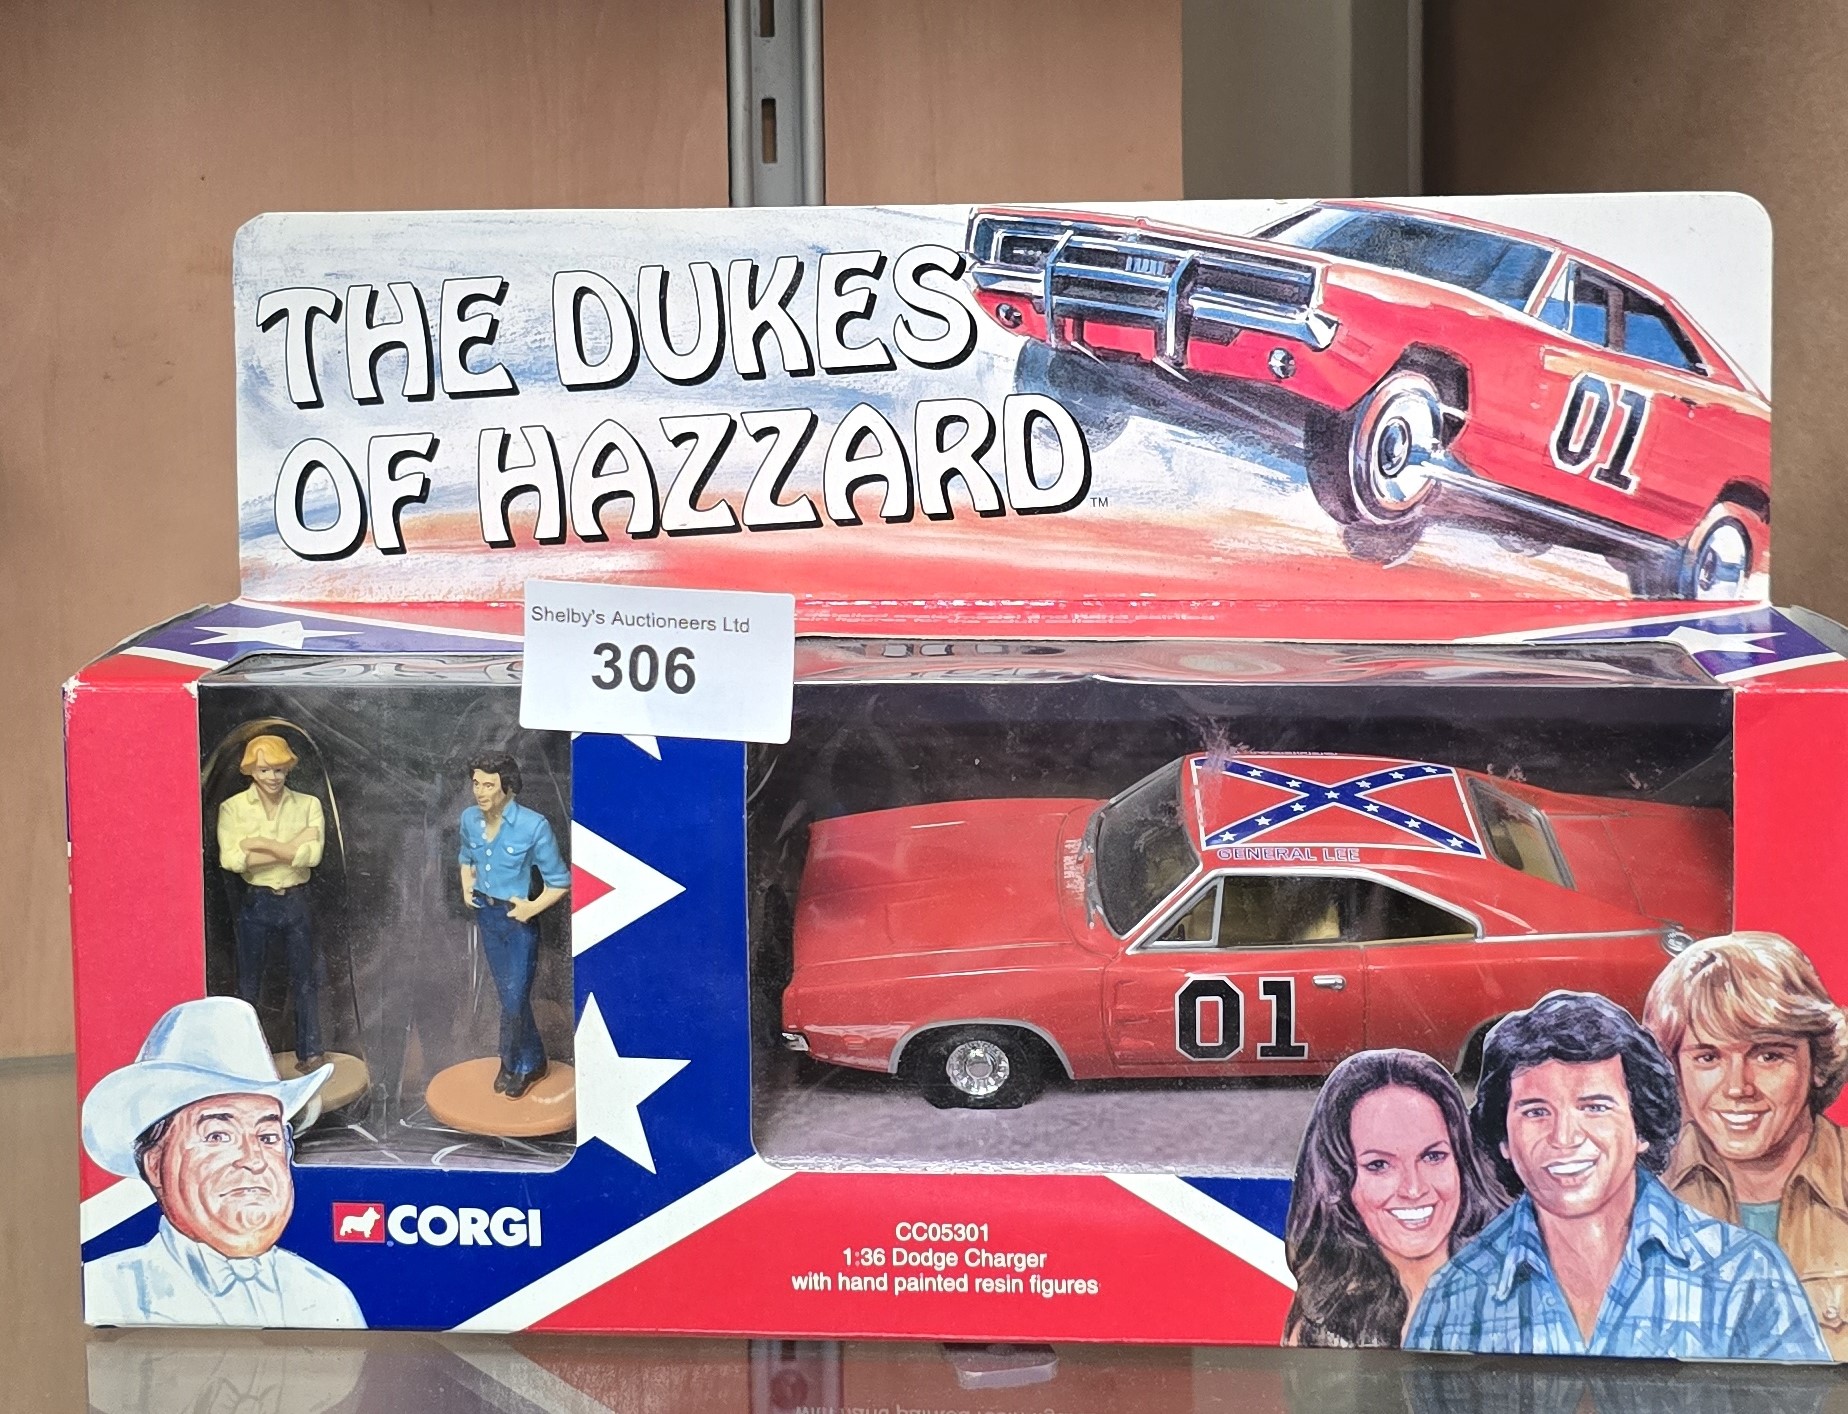 THE DUKES
OF HAZZARD
TM
01
Shelby's Auctioneers Ltd
306
GENERAL LEE
01
CORGI
CC05301
1:36 Dodge Charger
with hand painted resin figures